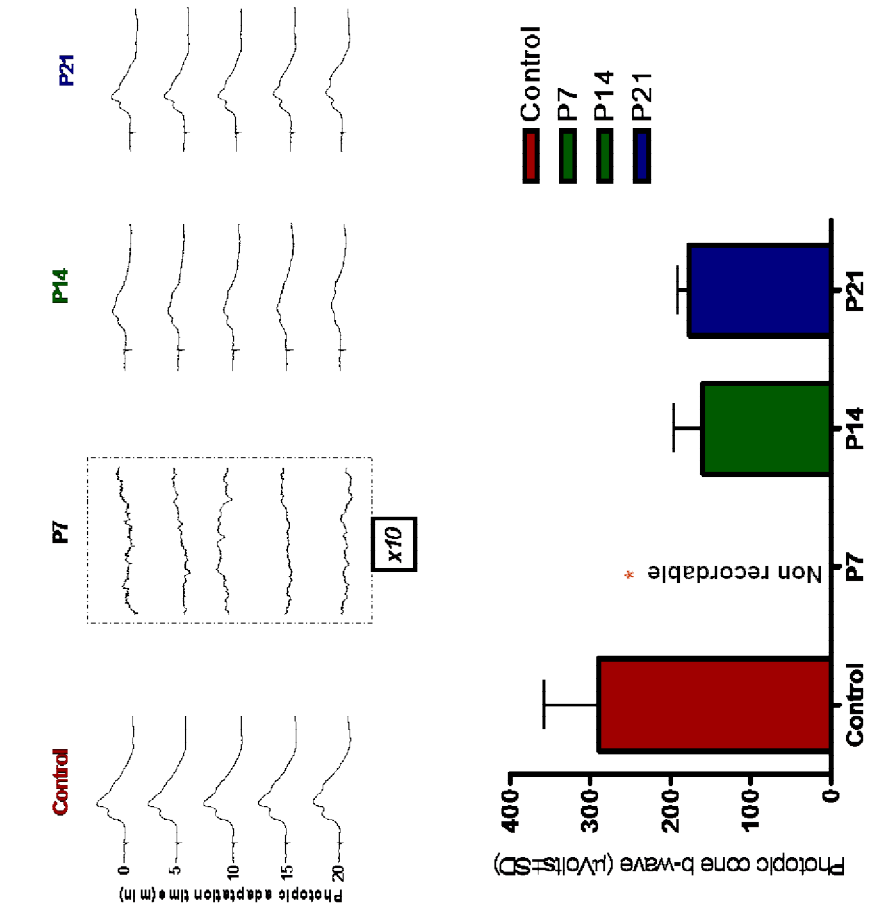 Control
P7
P14
P21
Photopic adaptation time (min)
0
5
10
15
20
x10
Photopic cone b-wave (µVolts±SD)
400
300
200
100
0
Non recordable *
Control
P7
P14
P21
Control
P7
P14
P21